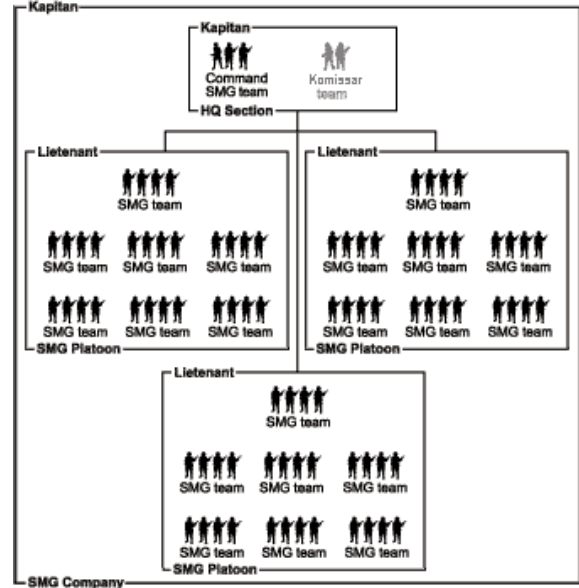 Kapitan
Kapitan
Command
SMG team
Komissar
team
HQ Section
Lietenant
SMG team
SMG team SMG team SMG team
SMG team SMG team SMG team
SMG Platoon
Lietenant
SMG team
SMG team SMG team SMG team
SMG team SMG team SMG team
SMG Platoon
Lietenant
SMG team
SMG team SMG team SMG team
SMG team SMG team SMG team
SMG Platoon
SMG Company